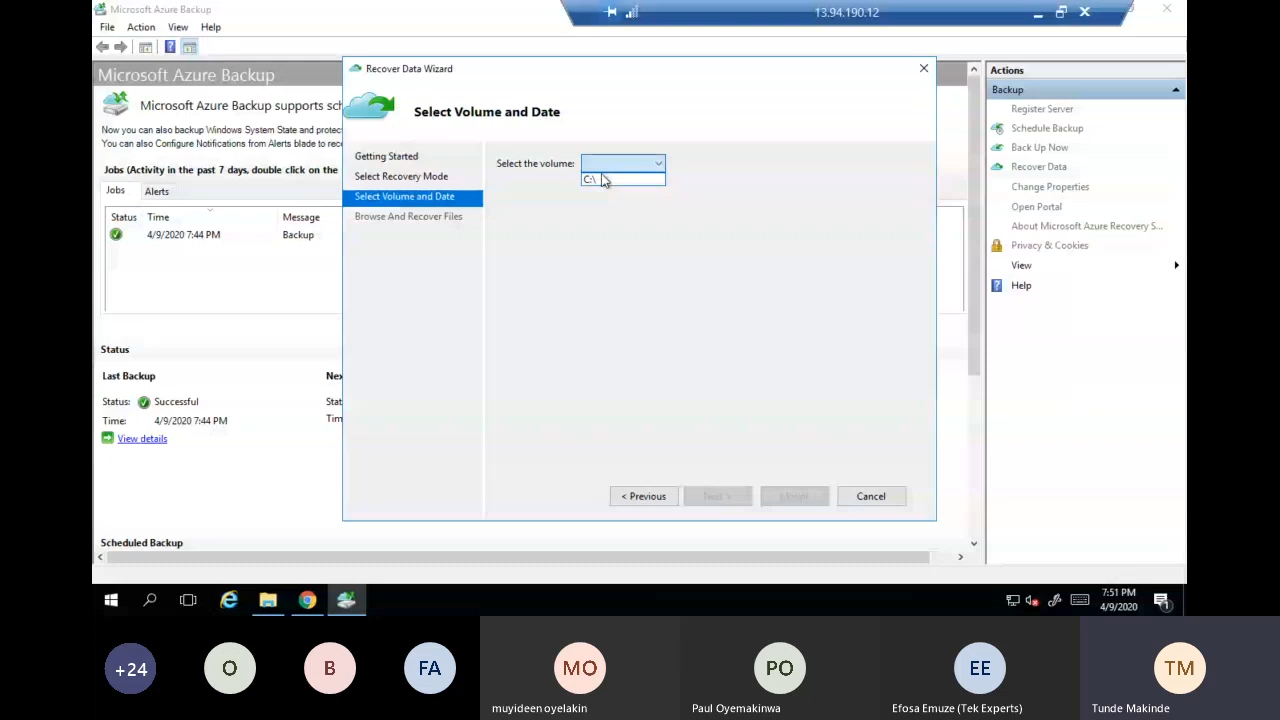 Microsoft Azure Backup
13.94.190.12
File Action View Help
Microsoft Azure Backup
Microsoft Azure Backup supports sch
Now you can also backup Windows System State and protec
You can also Configure Notifications from Alerts blade to rece
Jobs (Activity in the past 7 days, double click on the
Jobs Alerts
Status Time Message
4/9/2020 7:44 PM Backup
Status
Last Backup
Status: Successful
Time: 4/9/2020 7:44 PM
View details
Nex
Stat
Tim
Scheduled Backup
Recover Data Wizard
Select Volume and Date
Getting Started
Select Recovery Mode
Select Volume and Date
Browse And Recover Files
Select the volume:
C:\
< Previous
Next >
Mount
Cancel
Actions
Backup
Register Server
Schedule Backup
Back Up Now
Recover Data
Change Properties
Open Portal
About Microsoft Azure Recovery S...
Privacy & Cookies
View
Help
7:51 PM
4/9/2020
1
+24
O
B
FA
MO
muyideen oyelakin
PO
Paul Oyemakinwa
EE
Efosa Emuze (Tek Experts)
TM
Tunde Makinde